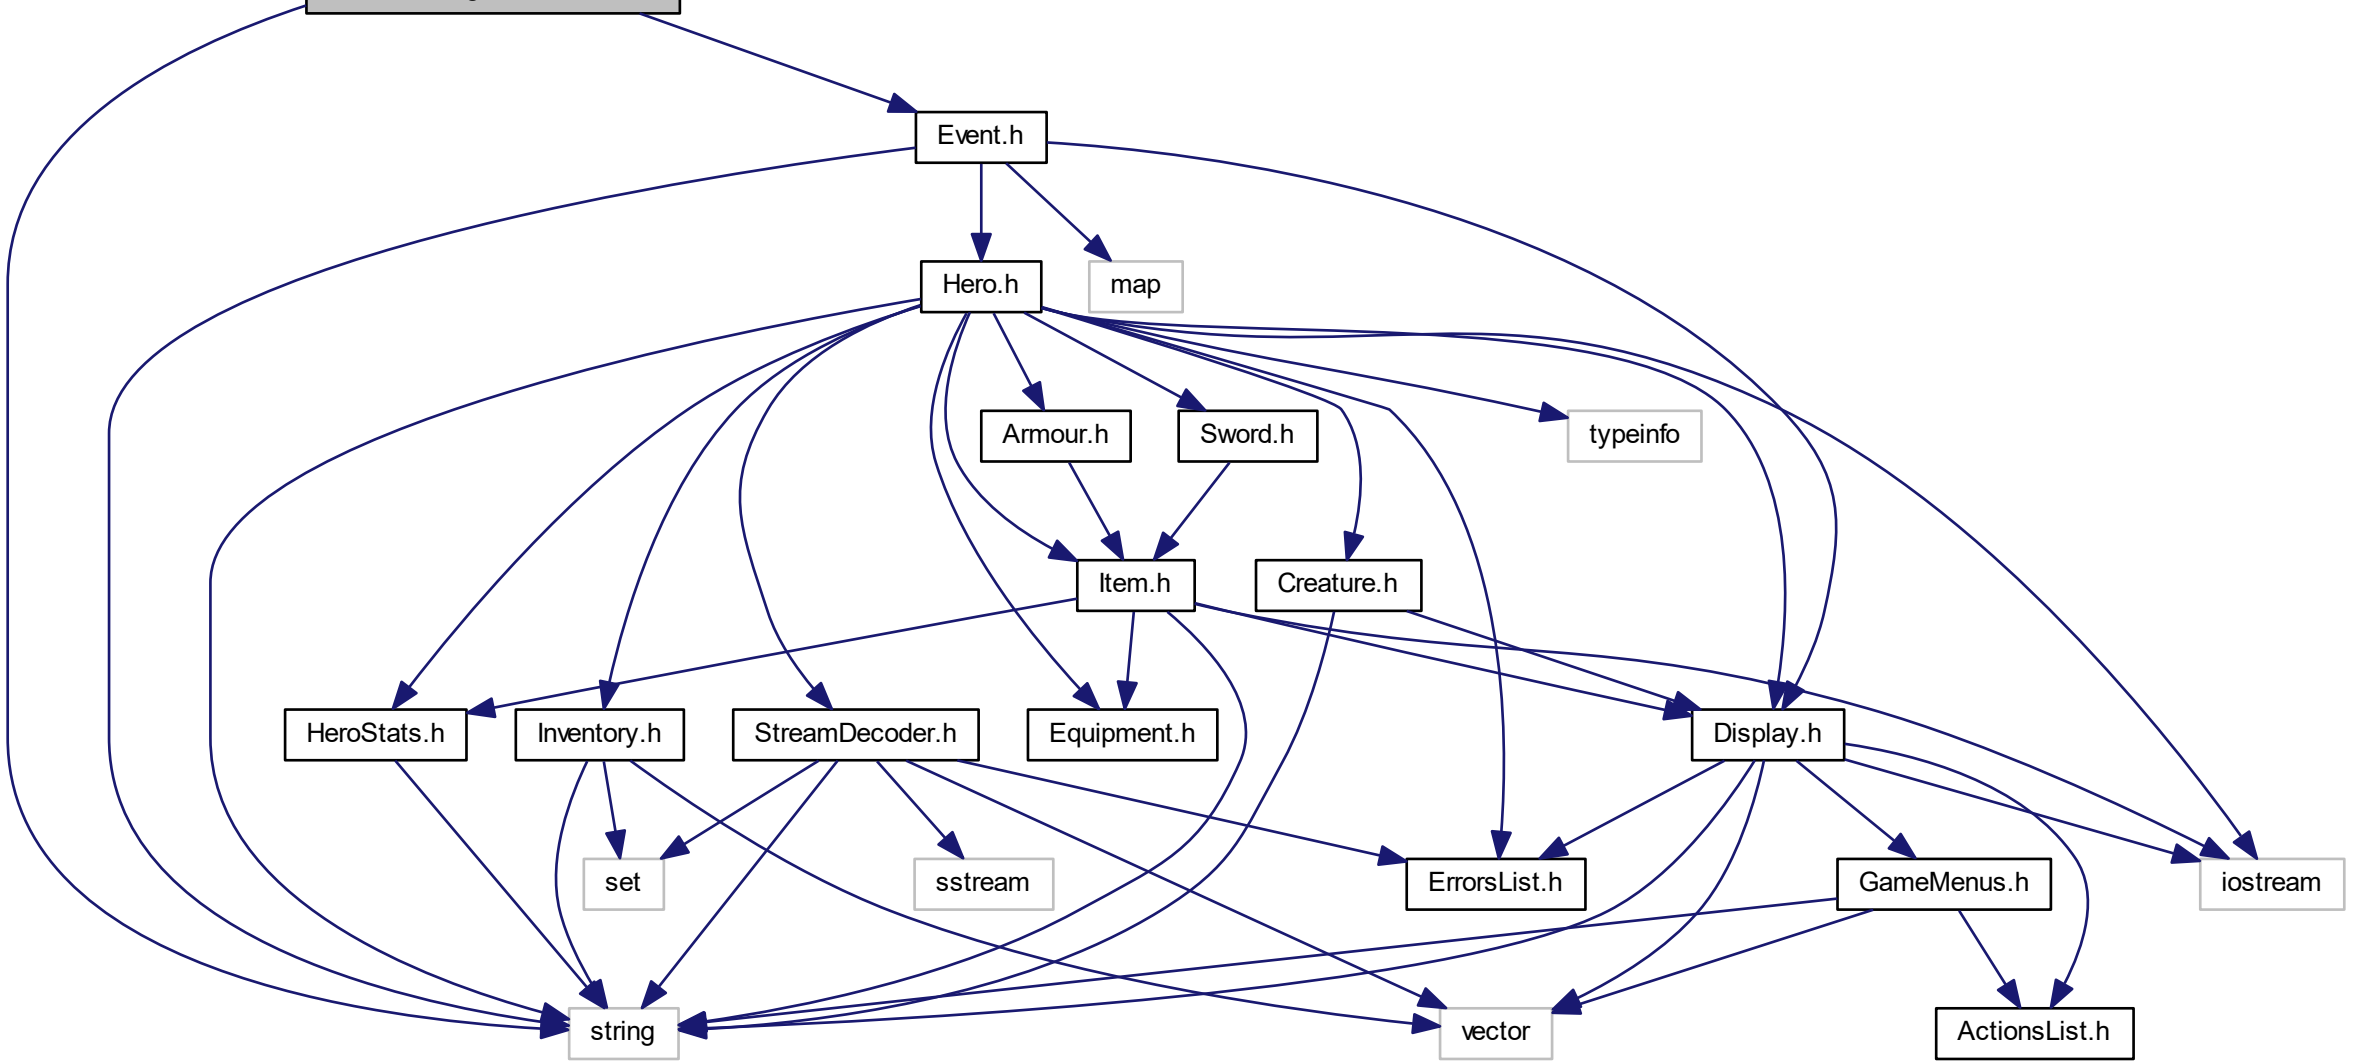 Event.h
Hero.h
map
Armour.h
Sword.h
typeinfo
Item.h
Creature.h
HeroStats.h
Inventory.h
StreamDecoder.h
Equipment.h
Display.h
set
sstream
ErrorsList.h
GameMenus.h
iostream
string
vector
ActionsList.h